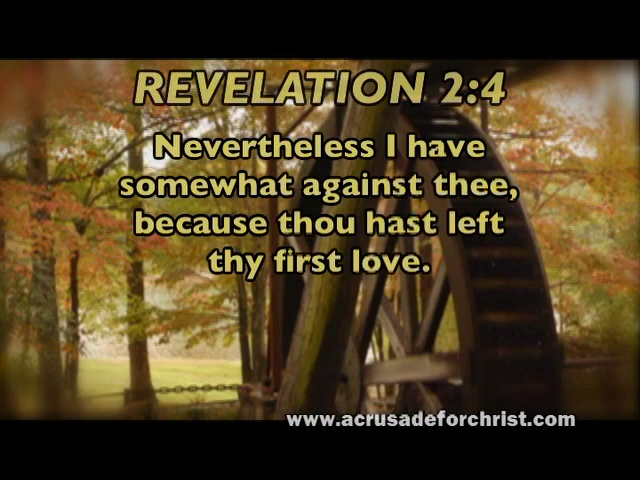 REVELATION 2:4
Nevertheless I have
somewhat against thee,
because thou hast left
thy first love.
www.acrusadeforchrist.com